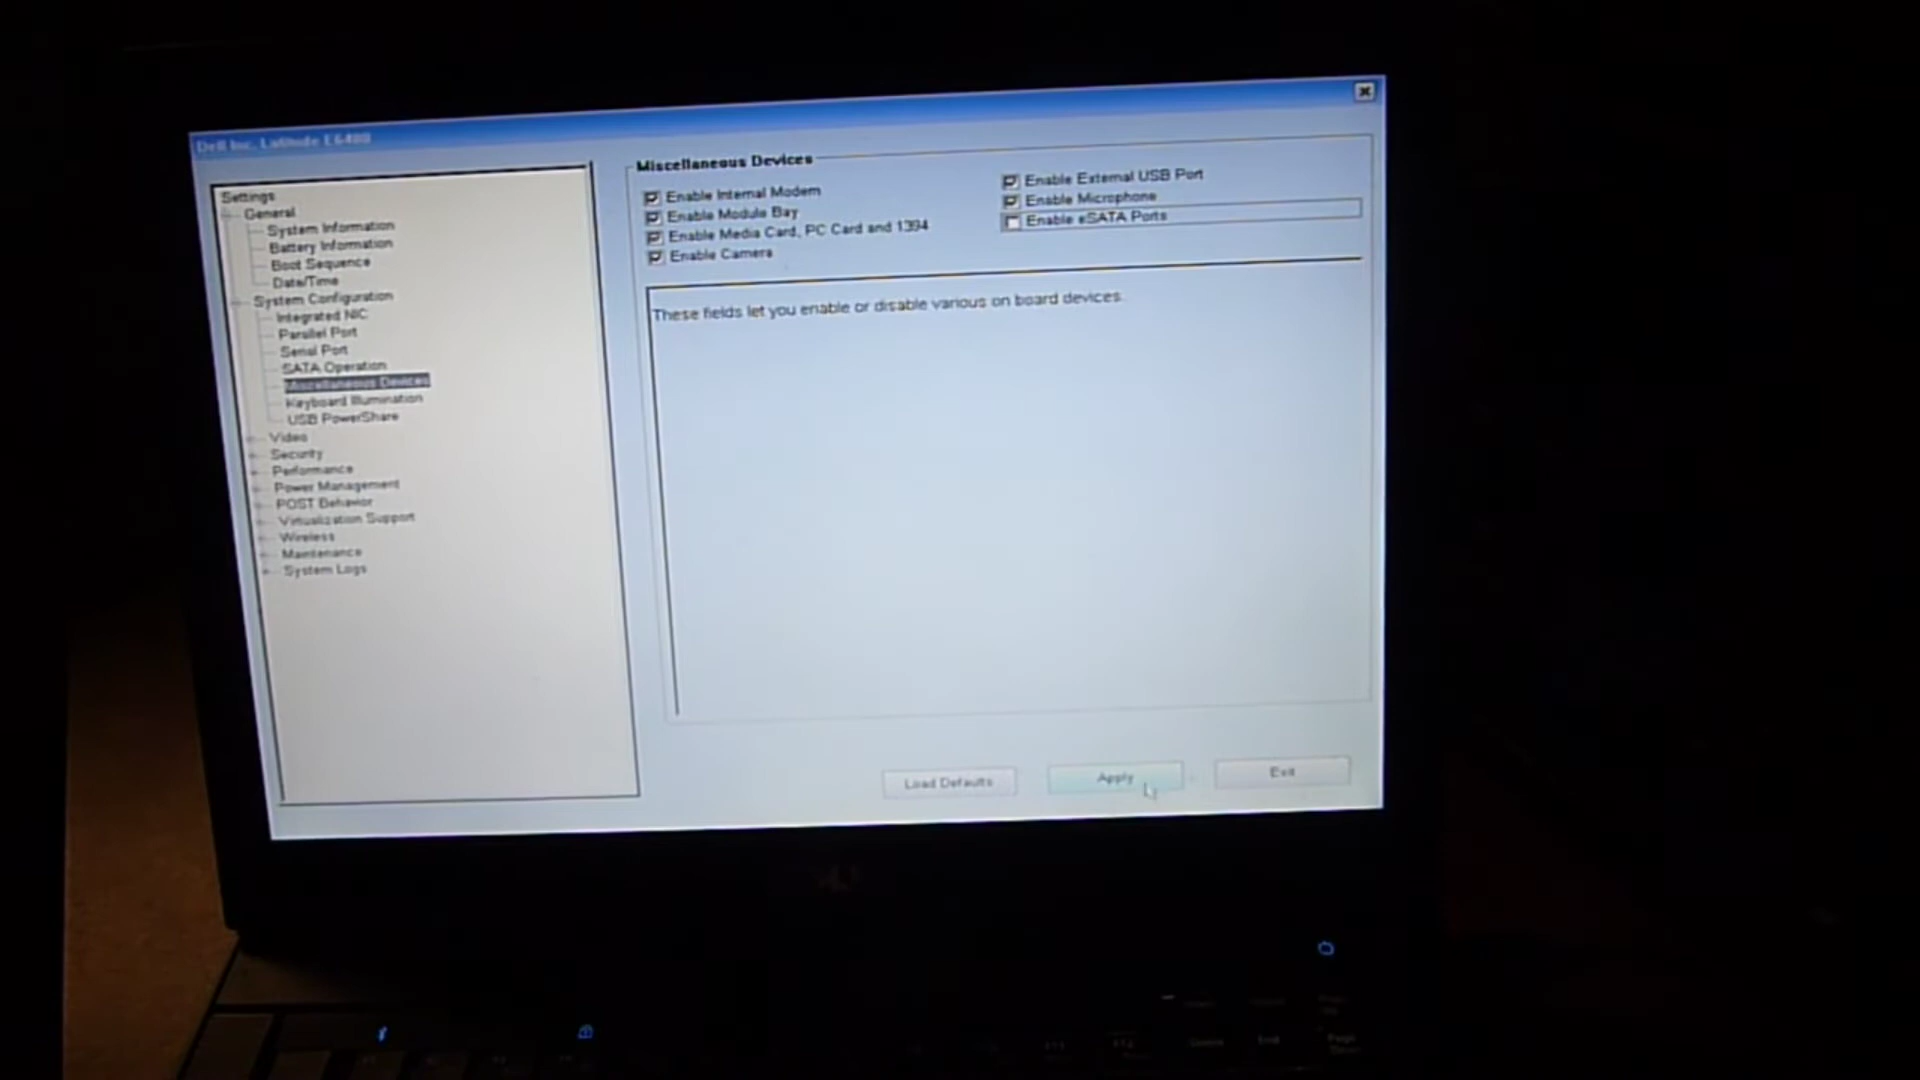 Dell Inc. Latitude E6400
Settings
General
System Information
Battery Information
Boot Sequence
Date/Time
System Configuration
Integrated NIC
Parallel Port
Serial Port
SATA Operation
Miscellaneous Devices
Keyboard Illumination
USB PowerShare
Video
Security
Performance
Power Management
POST Behavior
Virtualization Support
Wireless
Maintenance
System Logs
Miscellaneous Devices
Enable Internal Modem
Enable Module Bay
Enable Media Card, PC Card and 1394
Enable Camera
Enable External USB Port
Enable Microphone
Enable eSATA Ports
These fields let you enable or disable various on board devices.
Load Defaults
Apply
Exit